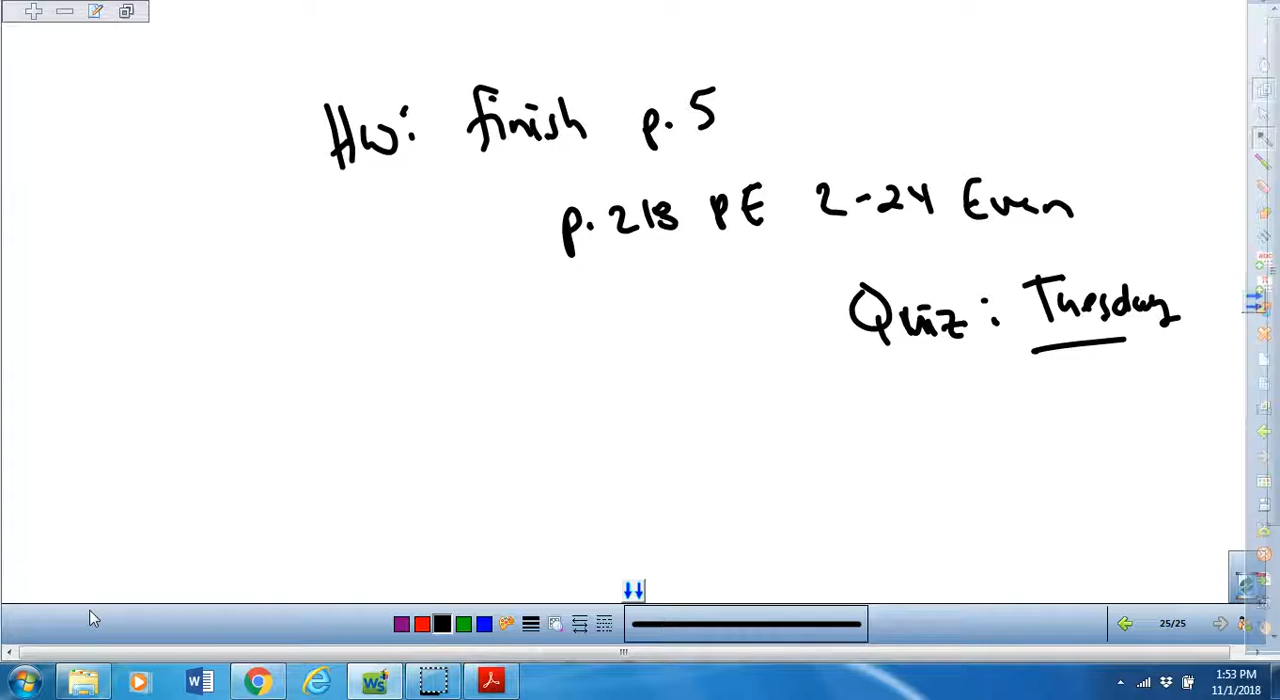 HW: finish p. 5
p. 218 PE 2-24 Even
Quiz: Tuesday
25/25
1:53 PM
11/1/2018